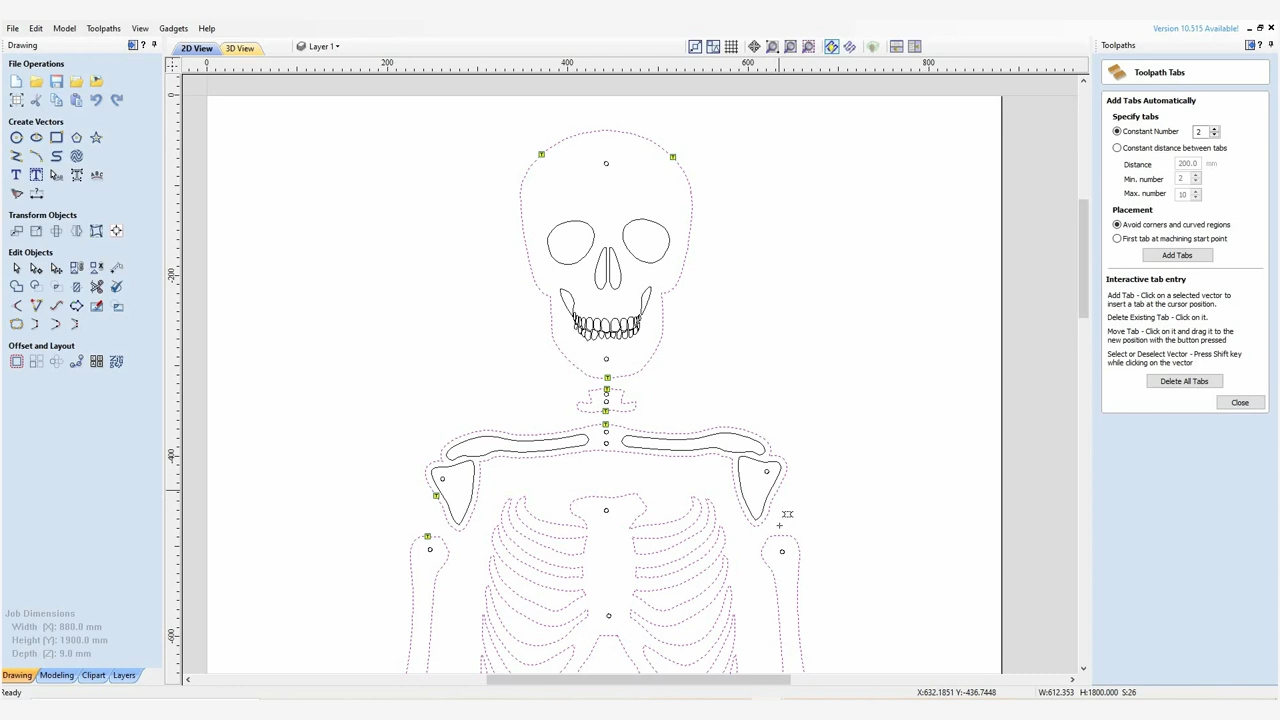 File Edit Model Toolpaths View Gadgets Help
Version 10.515 Available!
Drawing
2D View
3D View
Layer 1
Toolpaths
0 200 400 600 800
0
-200
-400
-600
File Operations
Create Vectors
Transform Objects
Edit Objects
Offset and Layout
Job Dimensions
Width (X): 880.0 mm
Height (Y): 1900.0 mm
Depth (Z): 9.0 mm
Drawing Modeling Clipart Layers
Ready
T
T
T
T
T
T
T
T
Toolpath Tabs
Add Tabs Automatically
Specify tabs
Constant Number 2
Constant distance between tabs
Distance 200.0 mm
Min. number 2
Max. number 10
Placement
Avoid corners and curved regions
First tab at machining start point
Add Tabs
Interactive tab entry
Add Tab - Click on a selected vector to
insert a tab at the cursor position.
Delete Existing Tab - Click on it.
Move Tab - Click on it and drag it to the
new position with the button pressed
Select or Deselect Vector - Press Shift key
while clicking on the vector
Delete All Tabs
Close
X:632.1851 Y:-436.7448
W:612.353 H:1800.000 S:26